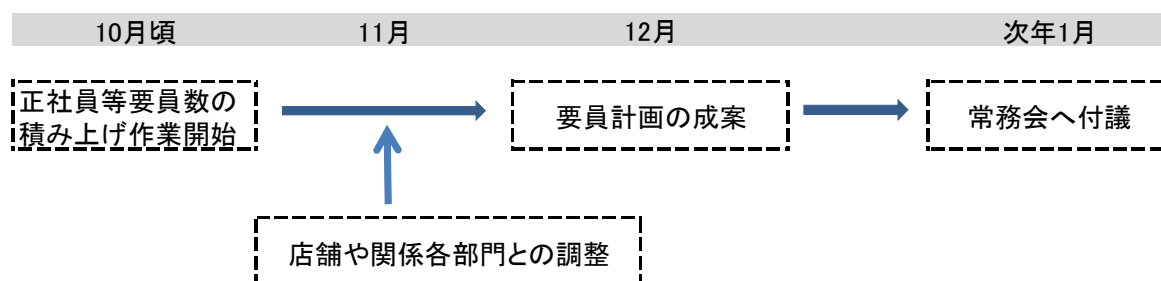 10月頃
11月
12月
次年1月
正社員等要員数の
積み上げ作業開始
要員計画の成案
常務会へ付議
店舗や関係各部門との調整